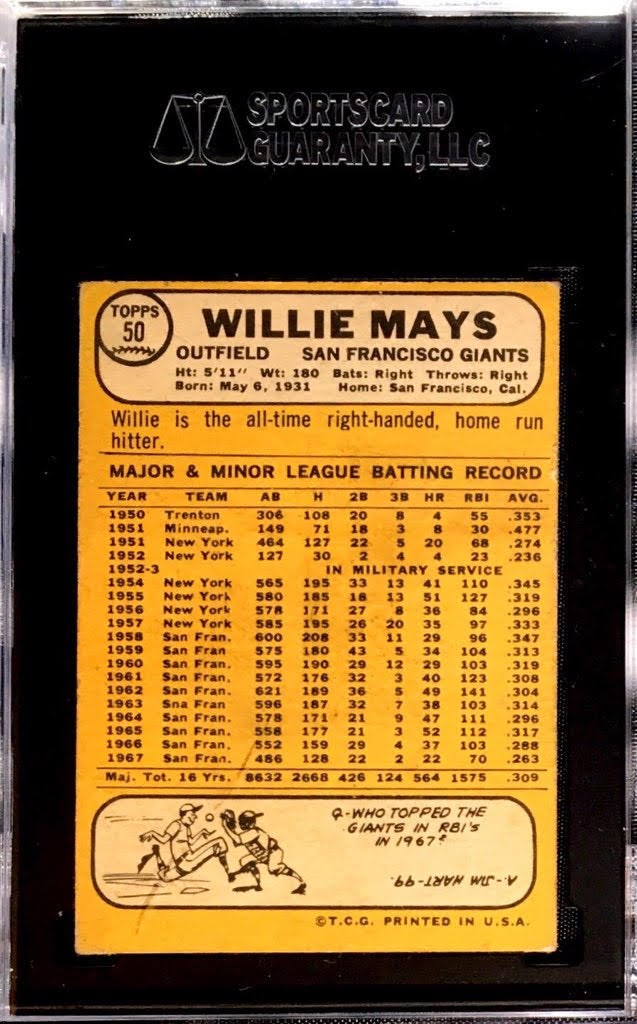 SPORTSCARD
GUARANTY, LLC
TOPPS
50
WILLIE MAYS
OUTFIELD SAN FRANCISCO GIANTS
Ht: 5'11" Wt: 180 Bats: Right Throws: Right
Born: May 6, 1931 Home: San Francisco, Cal.
Willie is the all-time right-handed, home run
hitter.
MAJOR & MINOR LEAGUE BATTING RECORD
YEAR TEAM AB H 2B 3B HR RBI AVG.
1950 Trenton 306 108 20 8 4 55 .353
1951 Minneap. 149 71 18 3 8 30 .477
1951 New York 464 127 22 5 20 68 .274
1952 New York 127 30 2 4 4 23 .236
1952-3 IN MILITARY SERVICE
1954 New York 565 195 33 13 41 110 .345
1955 New York 580 185 18 13 51 127 .319
1956 New York 578 171 27 8 36 84 .296
1957 New York 585 195 26 20 35 97 .333
1958 San Fran. 600 208 33 11 29 96 .347
1959 San Fran 575 180 43 5 34 104 .313
1960 San Fran. 595 190 29 12 29 103 .319
1961 San Fran. 572 176 32 3 40 123 .308
1962 San Fran. 621 189 36 5 49 141 .304
1963 Sna Fran 596 187 32 7 38 103 .314
1964 San Fran. 578 171 21 9 47 111 .296
1965 San Fran. 558 177 21 3 52 112 .317
1966 San Fran. 552 159 29 4 37 103 .288
1967 San Fran. 486 128 22 2 22 70 .263
Maj. Tot. 16 Yrs. 8632 2668 426 124 564 1575 .309
Q-WHO TOPPED THE
GIANTS IN RBI'S
IN 1967?
A-JIM HART-99.
©T.C.G. PRINTED IN U.S.A.